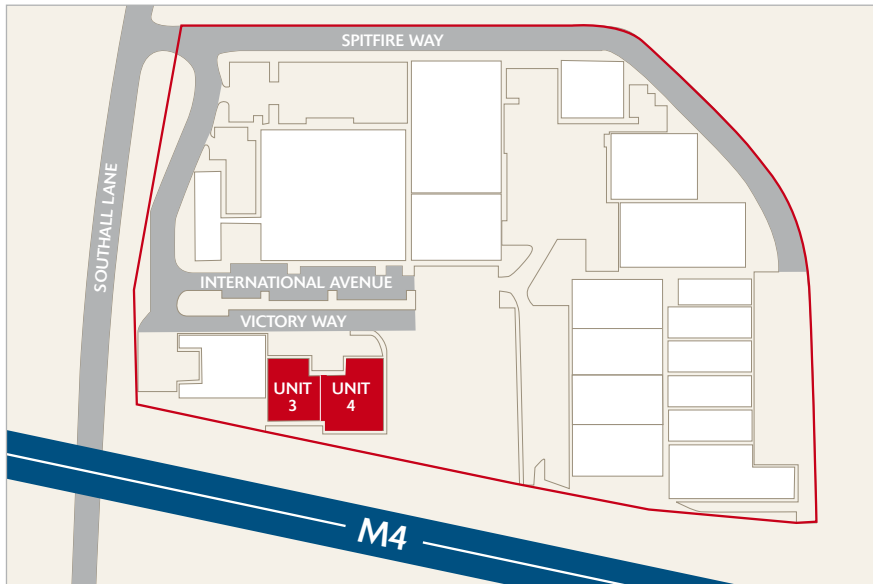 SPITFIRE WAY
SOUTHALL LANE
INTERNATIONAL AVENUE
VICTORY WAY
UNIT
3
UNIT
4
M4